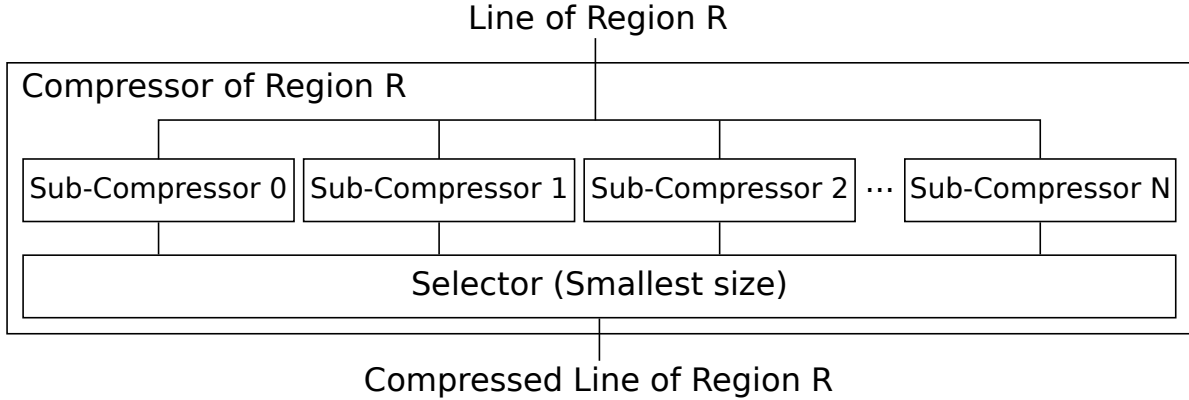 Line of Region R
Compressor of Region R
Sub-Compressor 0
Sub-Compressor 1
Sub-Compressor 2
...
Sub-Compressor N
Selector (Smallest size)
Compressed Line of Region R